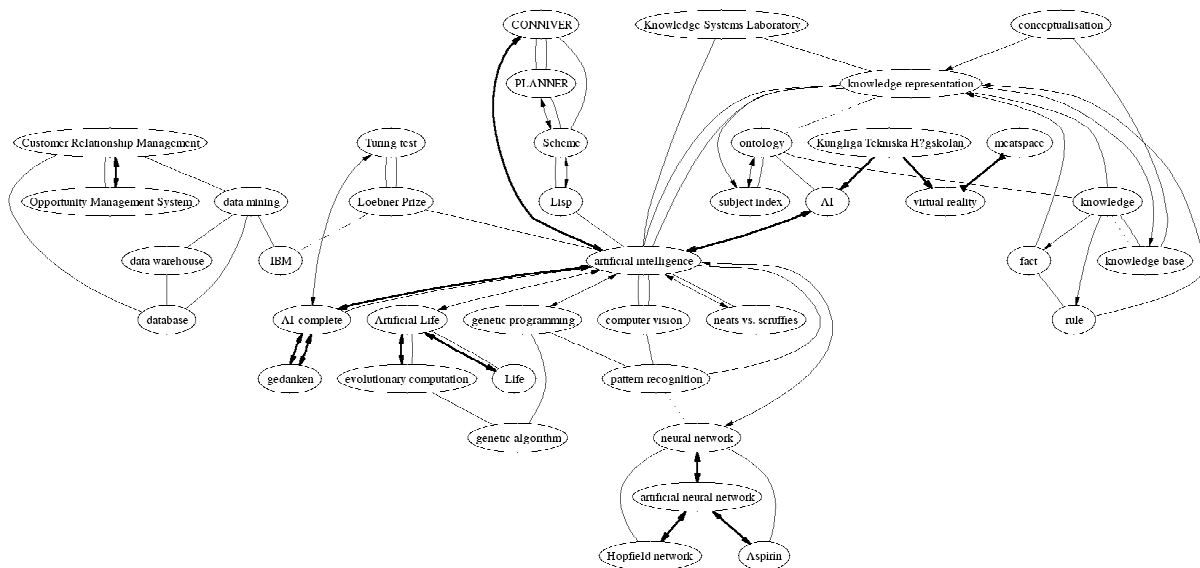 CONNIVER
Knowledge Systems Laboratory
conceptualisation
PLANNER
knowledge representation
Customer Relationship Management
Turing test
Scheme
ontology
Kungliga Tekniska H?gskolan
meatspace
Opportunity Management System
data mining
Loebner Prize
Lisp
subject index
AI
virtual reality
knowledge
data warehouse
IBM
artificial intelligence
fact
knowledge base
database
AI complete
Artificial Life
genetic programming
computer vision
neats vs. scruffies
rule
gedanken
evolutionary computation
Life
pattern recognition
genetic algorithm
neural network
artificial neural network
Hopfield network
Aspirin